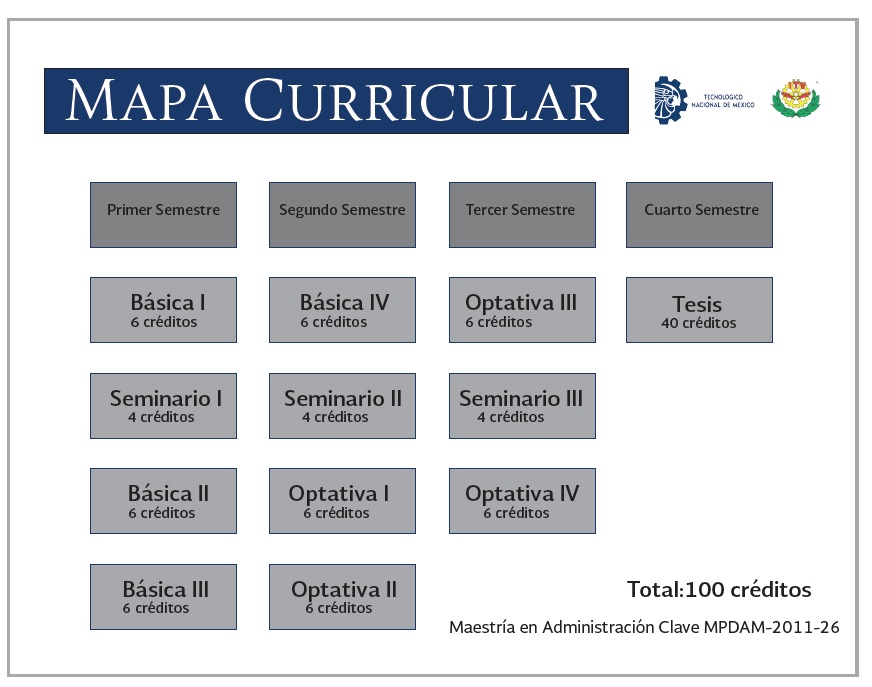 MAPA CURRICULAR
TECNOLÓGICO
NACIONAL DE MÉXICO
Primer Semestre
Segundo Semestre
Tercer Semestre
Cuarto Semestre
Básica I
6 créditos
Básica IV
6 créditos
Optativa III
6 créditos
Tesis
40 créditos
Seminario I
4 créditos
Seminario II
4 créditos
Seminario III
4 créditos
Básica II
6 créditos
Optativa I
6 créditos
Optativa IV
6 créditos
Básica III
6 créditos
Optativa II
6 créditos
Total:100 créditos
Maestría en Administración Clave MPDAM-2011-26